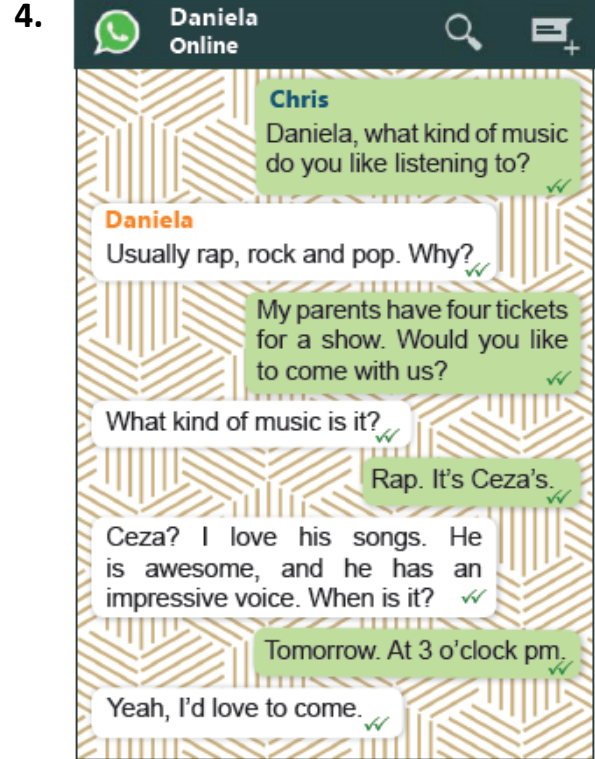 4.
Daniela
Online
Chris
Daniela, what kind of music
do you like listening to?
Daniela
Usually rap, rock and pop. Why?
My parents have four tickets
for a show. Would you like
to come with us?
What kind of music is it?
Rap. It's Ceza's.
Ceza? I love his songs. He
is awesome, and he has an
impressive voice. When is it?
Tomorrow. At 3 o'clock pm.
Yeah, I'd love to come.